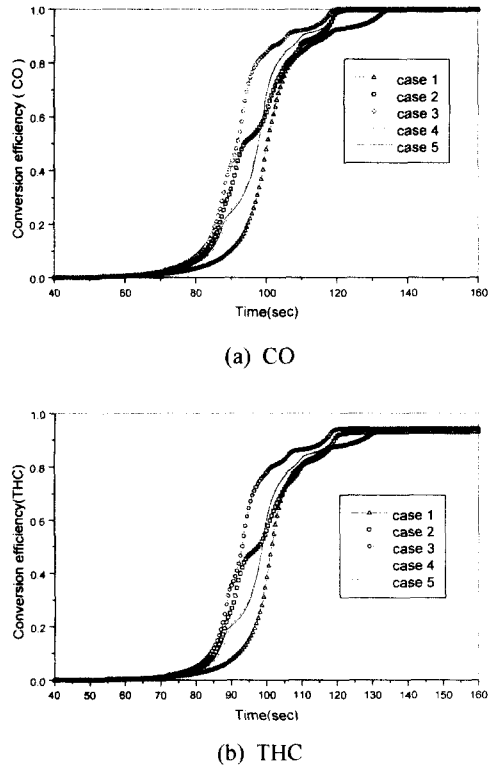 1.0
0.8
0.6
0.4
0.2
0.0
Conversion efficiency ( CO )
case 1
case 2
case 3
case 4
case 5
40 60 80 100 120 140 160
Time(sec)
(a) CO
1.0
0.8
0.6
0.4
0.2
0.0
Conversion efficiency(THC)
case 1
case 2
case 3
case 4
case 5
40 50 60 70 80 90 100 110 120 130 140 150 160
Time(sec)
(b) THC